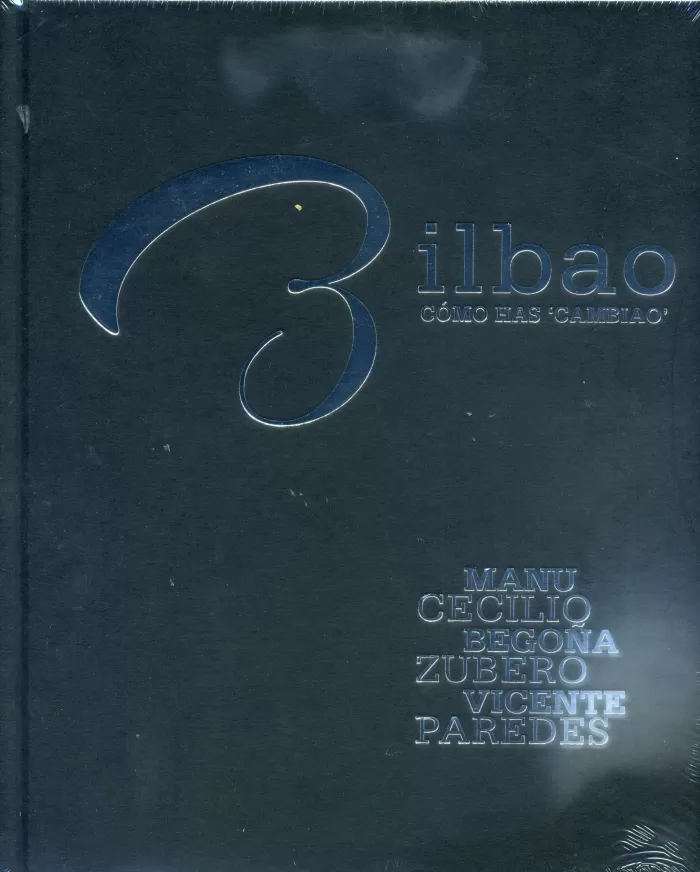 Bilbao
CÓMO HAS ‘CAMBIAO’
MANU
CECILIO
BEGOÑA
ZUBERO
VICENTE
PAREDES